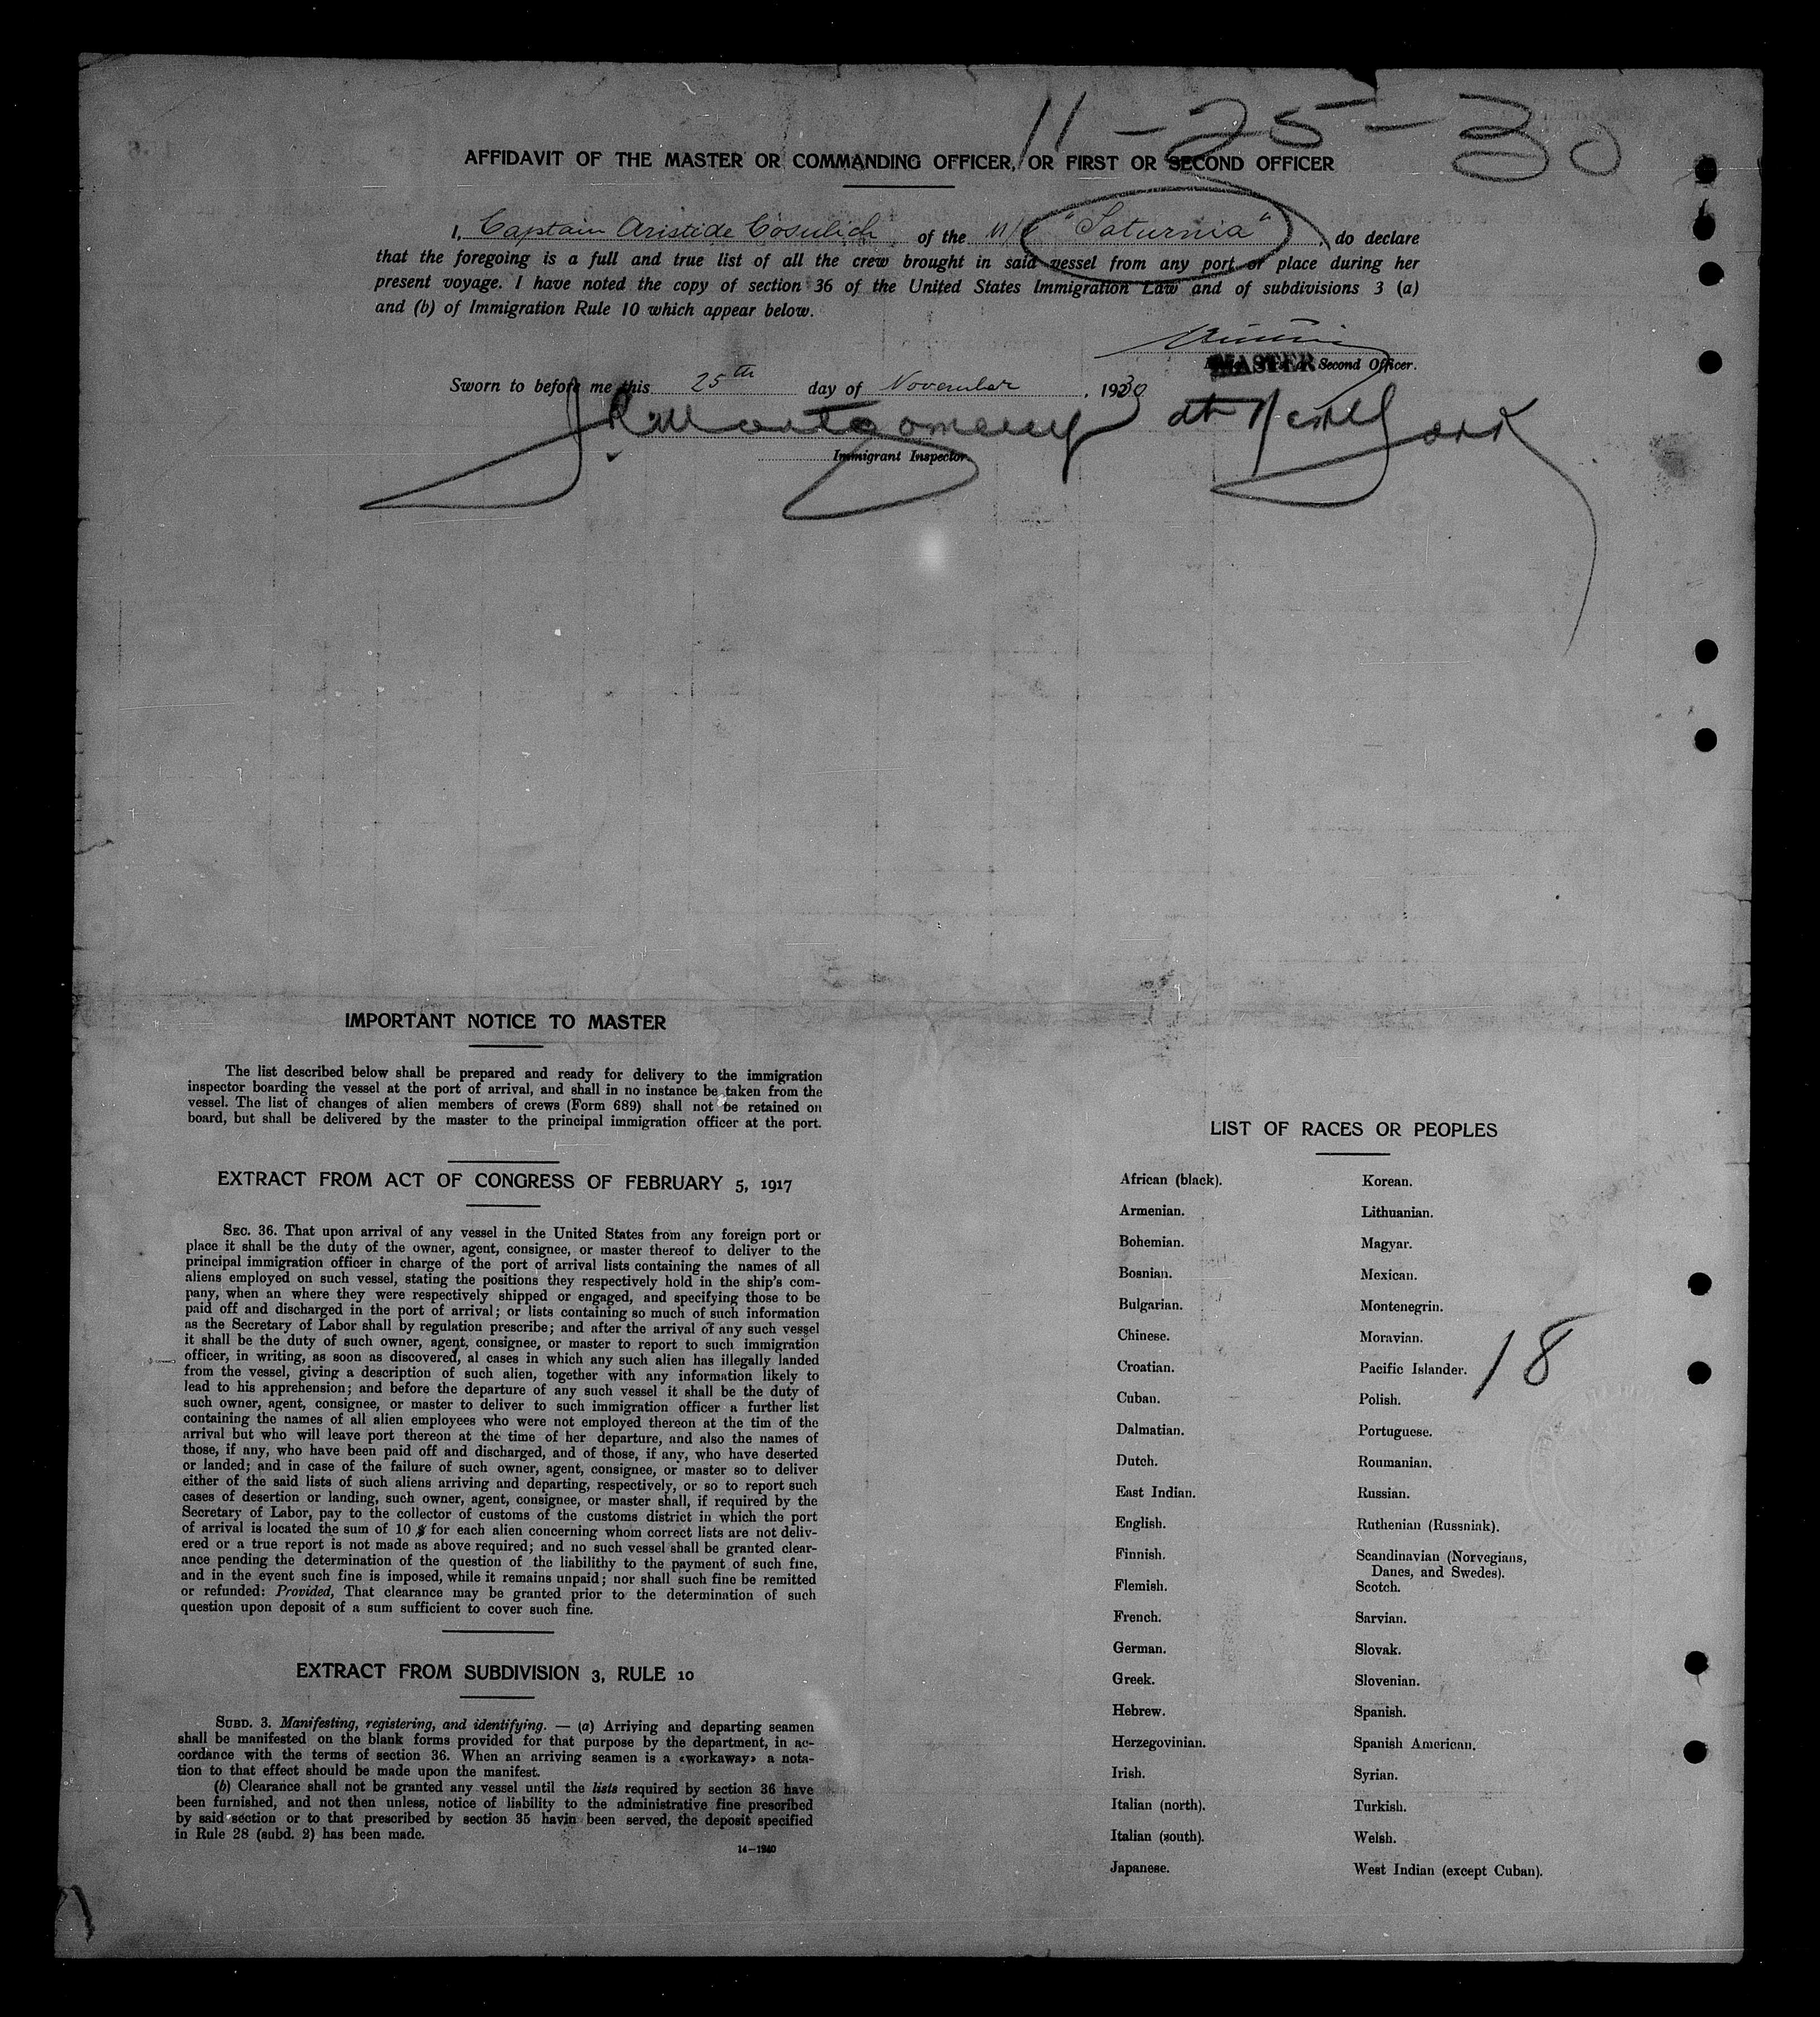 11-25-30
AFFIDAVIT OF THE MASTER OR COMMANDING OFFICER, OR FIRST OR SECOND OFFICER
I, Captain Aristide Cosulich of the M/S "Saturnia", do declare
that the foregoing is a full and true list of all the crew brought in said vessel from any port or place during her
present voyage. I have noted the copy of section 36 of the United States Immigration Law and of subdivisions 3 (a)
and (b) of Immigration Rule 10 which appear below.
MASTER Second Officer.
Sworn to before me this 25th day of November, 1930
J. R. Montgomery at New York
Immigrant Inspector.
IMPORTANT NOTICE TO MASTER
The list described below shall be prepared and ready for delivery to the immigration
inspector boarding the vessel at the port of arrival, and shall in no instance be taken from the
vessel. The list of changes of alien members of crews (Form 689) shall not be retained on
board, but shall be delivered by the master to the principal immigration officer at the port.
EXTRACT FROM ACT OF CONGRESS OF FEBRUARY 5, 1917
SEC. 36. That upon arrival of any vessel in the United States from any foreign port or
place it shall be the duty of the owner, agent, consignee, or master thereof to deliver to the
principal immigration officer in charge of the port of arrival lists containing the names of all
aliens employed on such vessel, stating the positions they respectively hold in the ship's com-
pany, when an where they were respectively shipped or engaged, and specifying those to be
paid off and discharged in the port of arrival; or lists containing so much of such information
as the Secretary of Labor shall by regulation prescribe; and after the arrival of any such vessel
it shall be the duty of such owner, agent, consignee, or master to report to such immigration
officer, in writing, as soon as discovered, al cases in which any such alien has illegally landed
from the vessel, giving a description of such alien, together with any information likely to
lead to his apprehension; and before the departure of any such vessel it shall be the duty of
such owner, agent, consignee, or master to deliver to such immigration officer a further list
containing the names of all alien employees who were not employed thereon at the tim of the
arrival but who will leave port thereon at the time of her departure, and also the names of
those, if any, who have been paid off and discharged, and of those, if any, who have deserted
or landed; and in case of the failure of such owner, agent, consignee, or master so to deliver
either of the said lists of such aliens arriving and departing, respectively, or so to report such
cases of desertion or landing, such owner, agent, consignee, or master shall, if required by the
Secretary of Labor, pay to the collector of customs of the customs district in which the port
of arrival is located the sum of 10 $ for each alien concerning whom correct lists are not deliv-
ered or a true report is not made as above required; and no such vessel shall be granted clear-
ance pending the determination of the question of the liabilithy to the payment of such fine,
and in the event such fine is imposed, while it remains unpaid; nor shall such fine be remitted
or refunded: Provided, That clearance may be granted prior to the determination of such
question upon deposit of a sum sufficient to cover such fine.
EXTRACT FROM SUBDIVISION 3, RULE 10
SUBD. 3. Manifesting, registering, and identifying. — (a) Arriving and departing seamen
shall be manifested on the blank forms provided for that purpose by the department, in ac-
cordance with the terms of section 36. When an arriving seamen is a «workaway» a nota-
tion to that effect should be made upon the manifest.
(b) Clearance shall not be granted any vessel until the lists required by section 36 have
been furnished, and not then unless, notice of liability to the administrative fine prescribed
by said section or to that prescribed by section 35 havin been served, the deposit specified
in Rule 28 (subd. 2) has been made.
14—1240
LIST OF RACES OR PEOPLES
African (black).
Armenian.
Bohemian.
Bosnian.
Bulgarian.
Chinese.
Croatian.
Cuban.
Dalmatian.
Dutch.
East Indian.
English.
Finnish.
Flemish.
French.
German.
Greek.
Hebrew.
Herzegovinian.
Irish.
Italian (north).
Italian (south).
Japanese.
Korean.
Lithuanian.
Magyar.
Mexican.
Montenegrin.
Moravian.
Pacific Islander.
Polish.
Portuguese.
Roumanian.
Russian.
Ruthenian (Russniak).
Scandinavian (Norvegians,
Danes, and Swedes).
Scotch.
Sarvian.
Slovak.
Slovenian.
Spanish.
Spanish American.
Syrian.
Turkish.
Welsh.
West Indian (except Cuban).
18